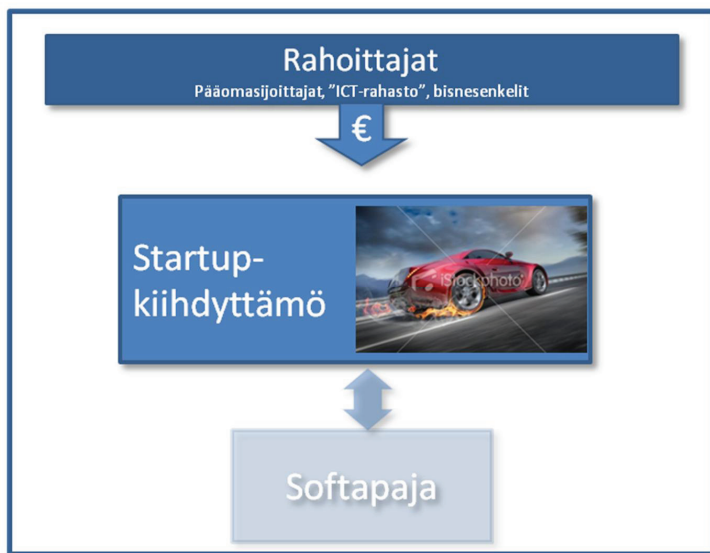 Rahoittajat
Pääomasijoittajat, ”ICT-rahasto”, bisnesenkelit
€
Startup-
kiihdyttämö
iStockphoto
Softapaja